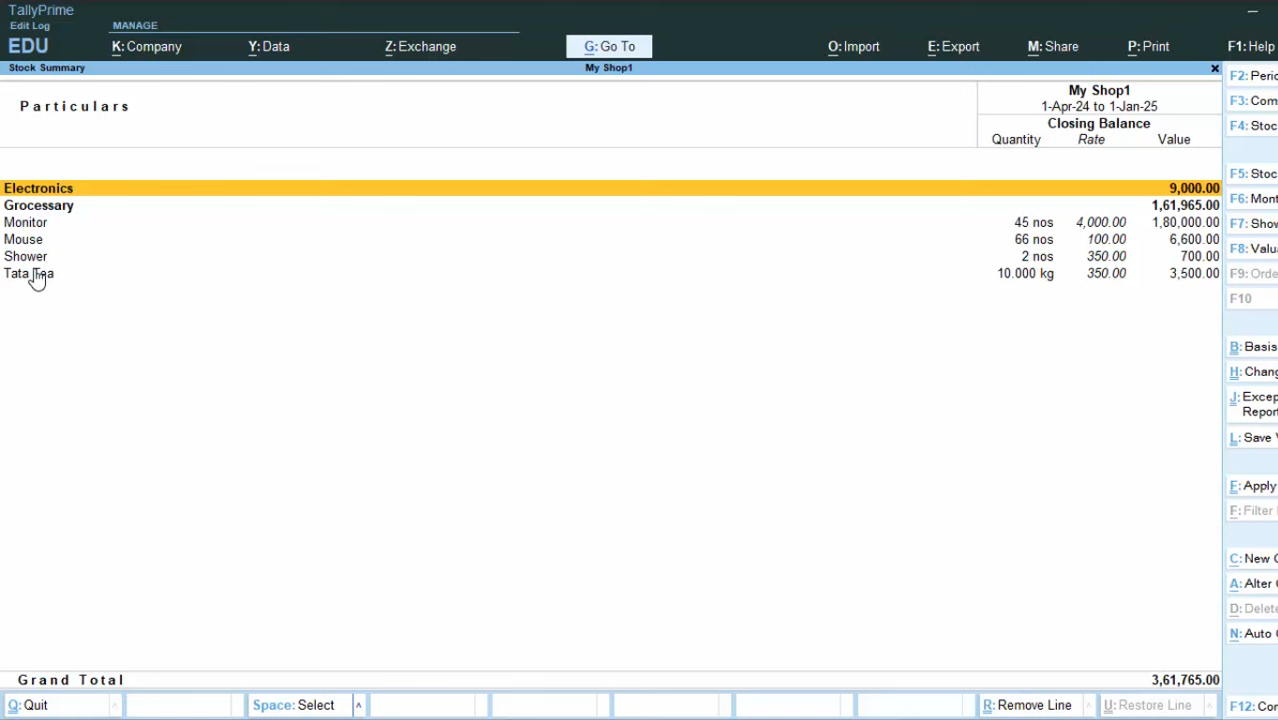 TallyPrime
Edit Log
EDU
MANAGE
K: Company Y: Data Z: Exchange G: Go To O: Import E: Export M: Share P: Print F1: Help
Stock Summary My Shop1 x
Particulars
My Shop1
1-Apr-24 to 1-Jan-25
Closing Balance
Quantity Rate Value
Electronics 9,000.00
Grocessary 1,61,965.00
Monitor 45 nos 4,000.00 1,80,000.00
Mouse 66 nos 100.00 6,600.00
Shower 2 nos 350.00 700.00
Tata Tea 10.000 kg 350.00 3,500.00
Grand Total 3,61,765.00
F2: Peric
F3: Com
F4: Stoc
F5: Stoc
F6: Mont
F7: Show
F8: Valua
F9: Orde
F10
B: Basis
H: Chang
J: Excep
Report
L: Save V
F: Apply
F: Filter
C: New C
A: Alter C
D: Delete
N: Auto C
Q: Quit Space: Select R: Remove Line U: Restore Line F12: Con